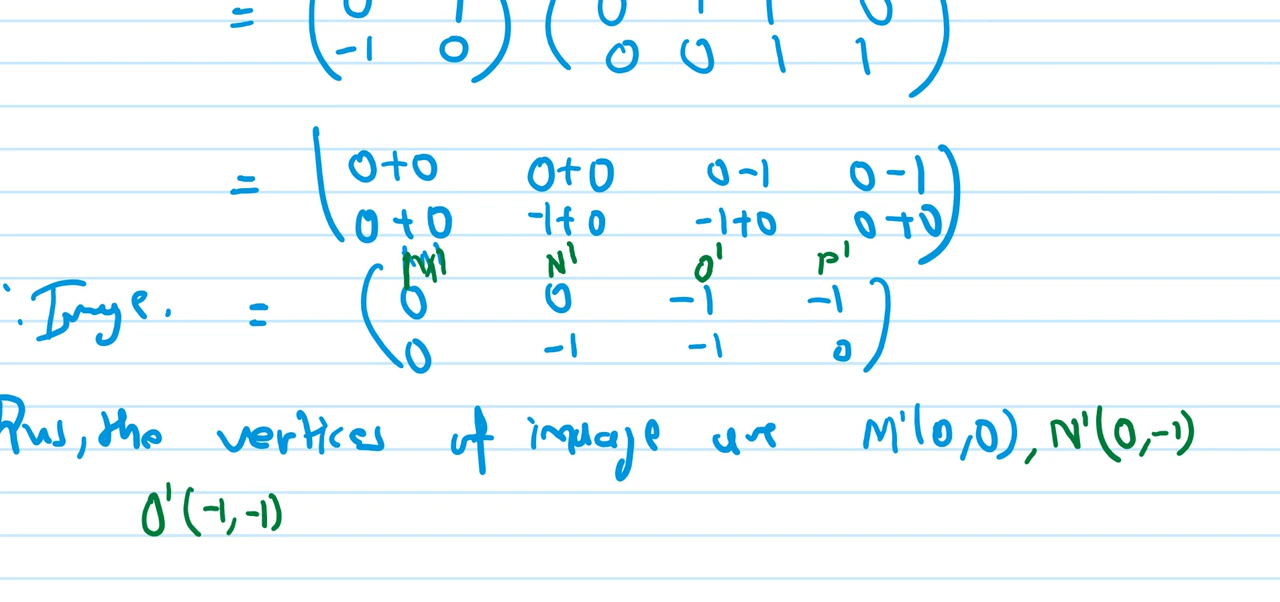 = ( 0 1 ) ( 0 1 1 0 )
( -1 0 ) ( 0 0 1 1 )
= ( 0+0 0+0 0-1 0-1 )
( 0+0 -1+0 -1+0 0+0 )
M' N' O' P'
: Image. = ( 0 0 -1 -1 )
( 0 -1 -1 0 )
Thus, the vertices of image are M'(0,0), N'(0,-1)
O'(-1,-1)